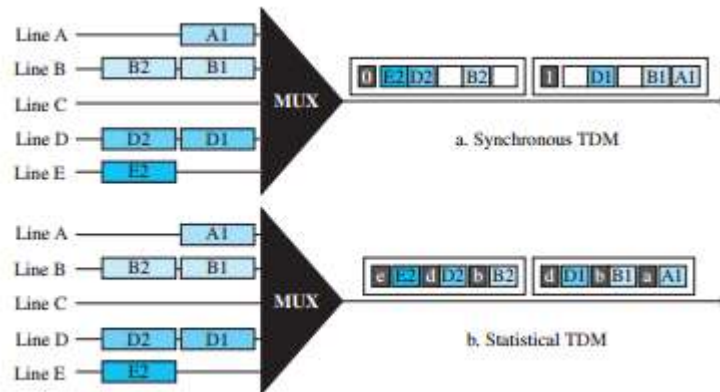 Line A A1
Line B B2 B1
Line C
Line D D2 D1
Line E E2
MUX
0 E2 D2 B2 1 D1 B1 A1
a. Synchronous TDM
Line A A1
Line B B2 B1
Line C
Line D D2 D1
Line E E2
MUX
e E2 d D2 b B2 d D1 b B1 a A1
b. Statistical TDM